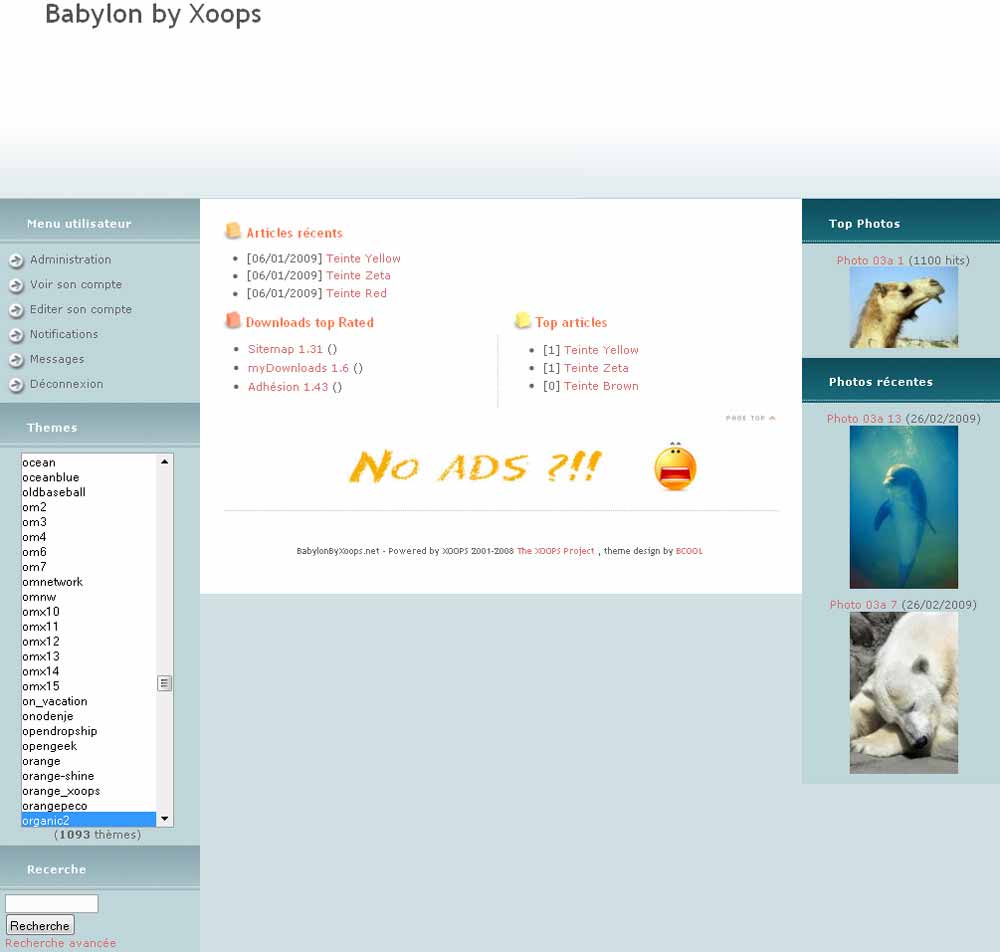 Babylon by Xoops
Menu utilisateur
Administration
Voir son compte
Editer son compte
Notifications
Messages
Déconnexion
Themes
ocean
oceanblue
oldbaseball
om2
om3
om4
om6
om7
omnetwork
omnw
omx10
omx11
omx12
omx13
omx14
omx15
on_vacation
onodenje
opendropship
opengeek
orange
orange-shine
orange_xoops
orangepeco
organic2
(1093 thèmes)
Recerche
Recherche
Recherche avancée
Articles récents
[06/01/2009] Teinte Yellow
[06/01/2009] Teinte Zeta
[06/01/2009] Teinte Red
Downloads top Rated
Sitemap 1.31 ()
myDownloads 1.6 ()
Adhésion 1.43 ()
Top articles
[1] Teinte Yellow
[1] Teinte Zeta
[0] Teinte Brown
PAGE TOP
No ADS ?!!
BabylonByXoops.net - Powered by XOOPS 2001-2008 The XOOPS Project , theme design by BCOOL
Top Photos
Photo 03a 1 (1100 hits)
Photos récentes
Photo 03a 13 (26/02/2009)
Photo 03a 7 (26/02/2009)